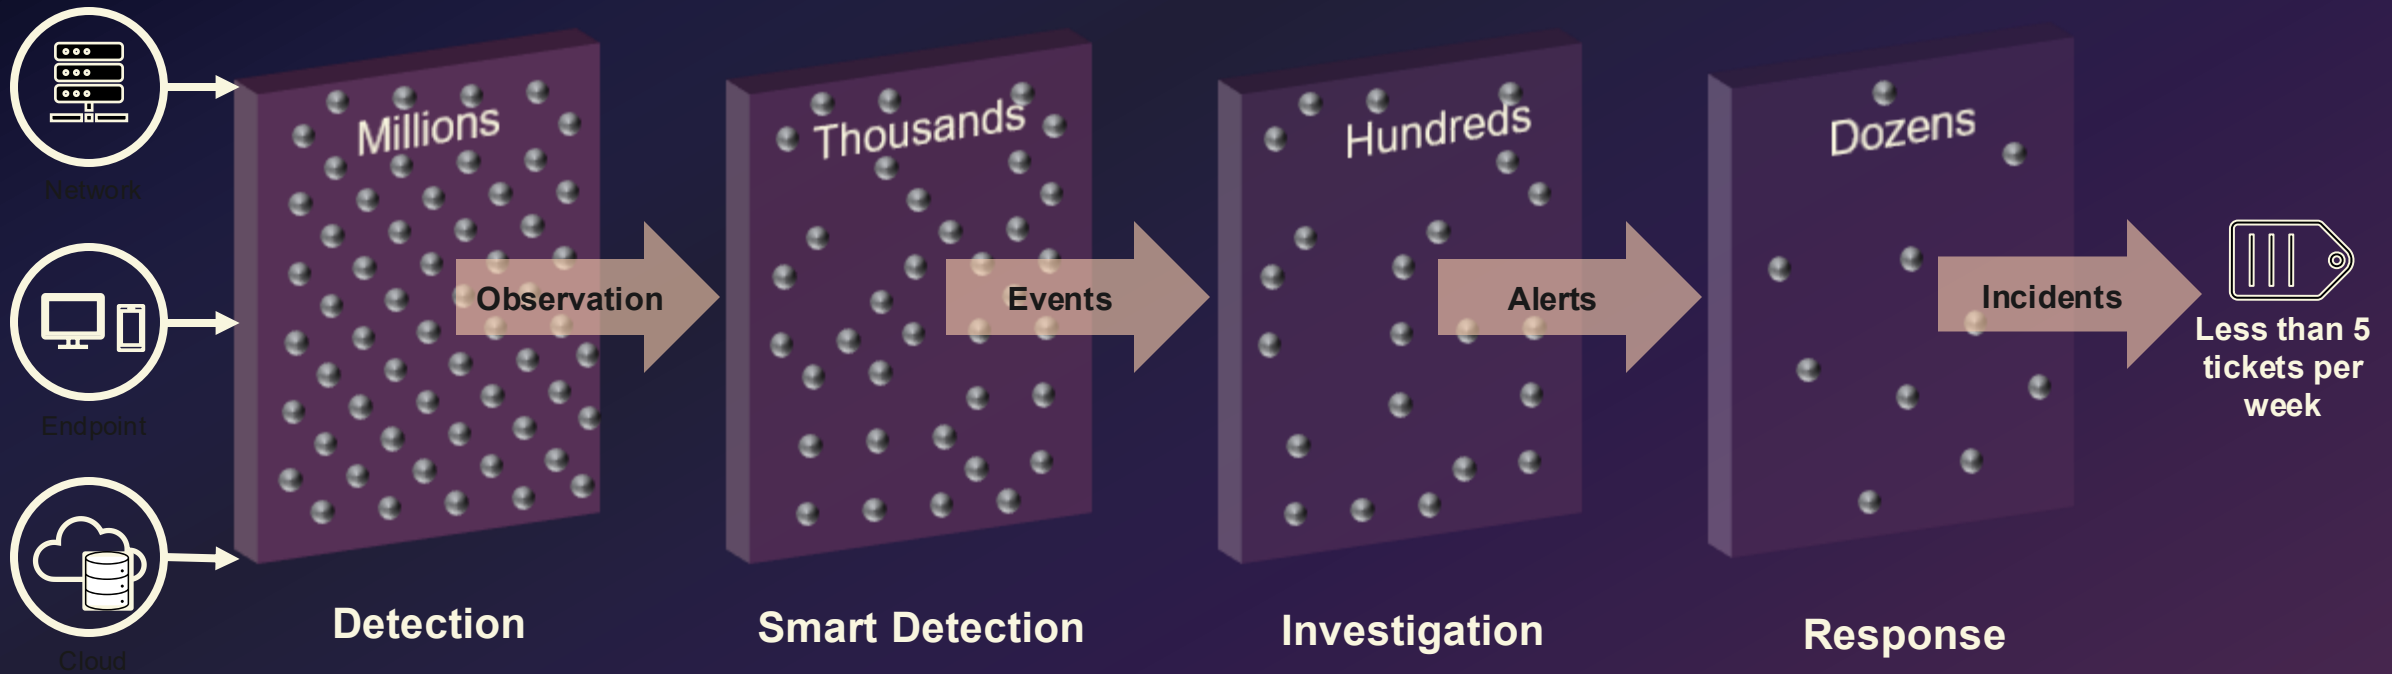 Network
Endpoint
Cloud
Millions
Observation
Detection
Thousands
Events
Smart Detection
Hundreds
Alerts
Investigation
Dozens
Incidents
Response
Less than 5
tickets per
week